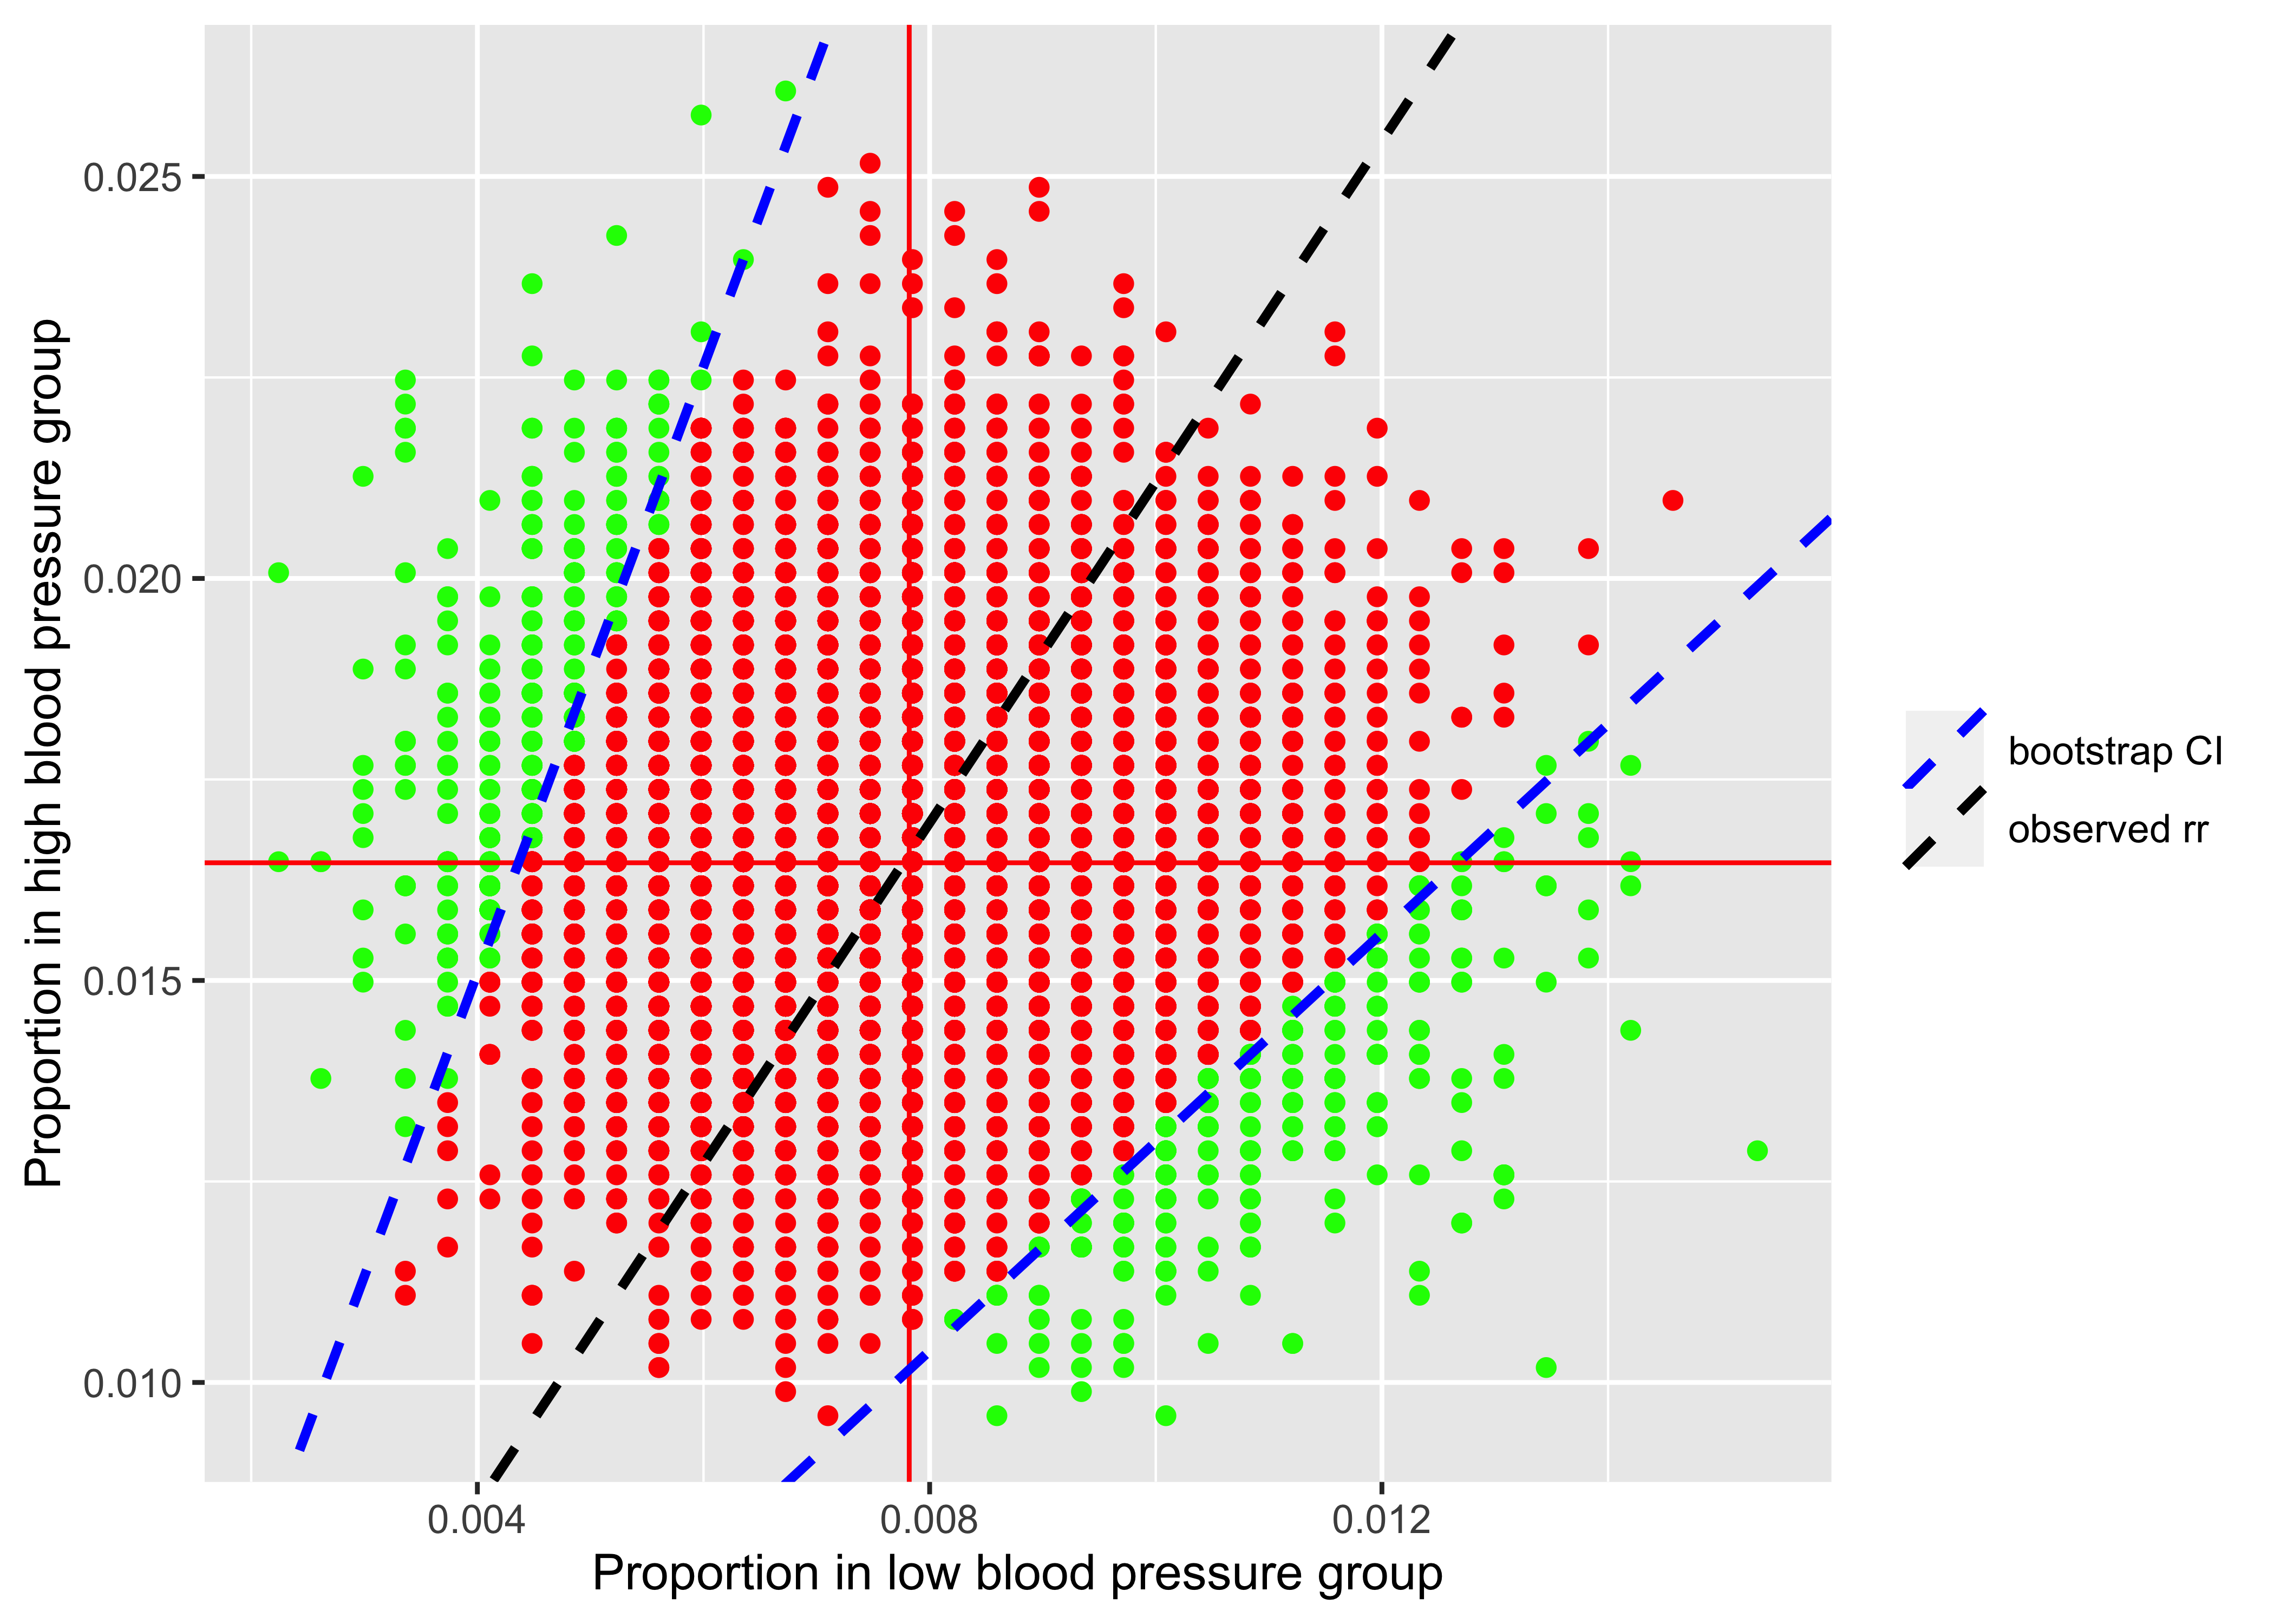 0.025
0.020
0.015
0.010
Proportion in high blood pressure group
0.004
0.008
0.012
Proportion in low blood pressure group
bootstrap CI
observed rr